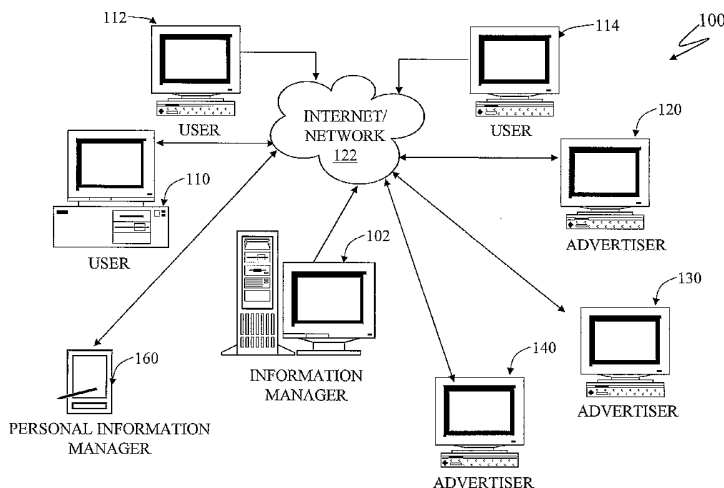 112
114
100
USER
INTERNET/
NETWORK
122
USER
120
110
USER
ADVERTISER
102
130
160
INFORMATION
MANAGER
140
ADVERTISER
PERSONAL INFORMATION
MANAGER
ADVERTISER